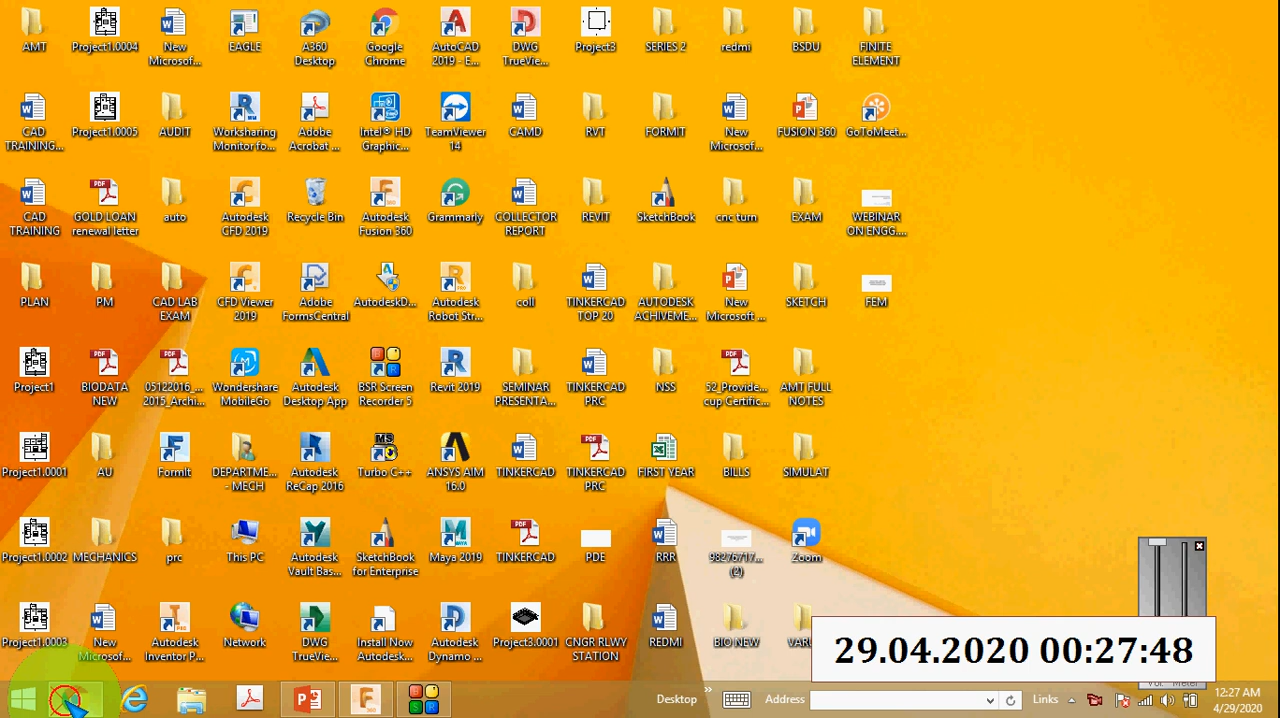 AMT
Project1.0004
New Microsof...
EAGLE
A360 Desktop
Google Chrome
AutoCAD 2019 - E...
DWG TrueVie...
Project3
SERIES 2
redmi
BSDU
FINITE ELEMENT
CAD TRAINING...
Project1.0005
AUDIT
Worksharing Monitor fo...
Adobe Acrobat ...
Intel® HD Graphic...
TeamViewer 14
CAMD
RVT
FORMIT
New Microsof...
FUSION 360
GoToMeet...
CAD TRAINING
GOLD LOAN renewal letter
auto
Autodesk CFD 2019
Recycle Bin
Autodesk Fusion 360
Grammarly
COLLECTOR REPORT
REVIT
SketchBook
cnc turn
EXAM
WEBINAR ON ENGG....
PLAN
PM
CAD LAB EXAM
CFD Viewer 2019
Adobe FormsCentral
AutodeskD...
Autodesk Robot Str...
coll
TINKERCAD TOP 20
AUTODESK ACHIVEME...
New Microsoft ...
SKETCH
FEM
Project1
BIODATA NEW
05122016_... 2015_Archi...
Wondershare MobileGo
Autodesk Desktop App
BSR Screen Recorder 5
Revit 2019
SEMINAR PRESENTA...
TINKERCAD PRC
NSS
52_Provide... cup Certific...
AMT FULL NOTES
Project1.0001
AU
FormIt
DEPARTME... - MECH
Autodesk ReCap 2016
Turbo C++
ANSYS AIM 16.0
TINKERCAD
TINKERCAD PRC
FIRST YEAR
BILLS
SIMULAT
Project1.0002
MECHANICS
prc
This PC
Autodesk Vault Bas...
SketchBook for Enterprise
Maya 2019
TINKERCAD
PDE
RRR
98275717... (2)
Zoom
Project1.0003
New Microsof...
Autodesk Inventor P...
Network
DWG TrueVie...
Install Now Autodesk...
Autodesk Dynamo ...
Project3.0001
CNGR RLWY STATION
REDMI
BIO NEW
29.04.2020 00:27:48
Desktop
Address
Links
12:27 AM
4/29/2020